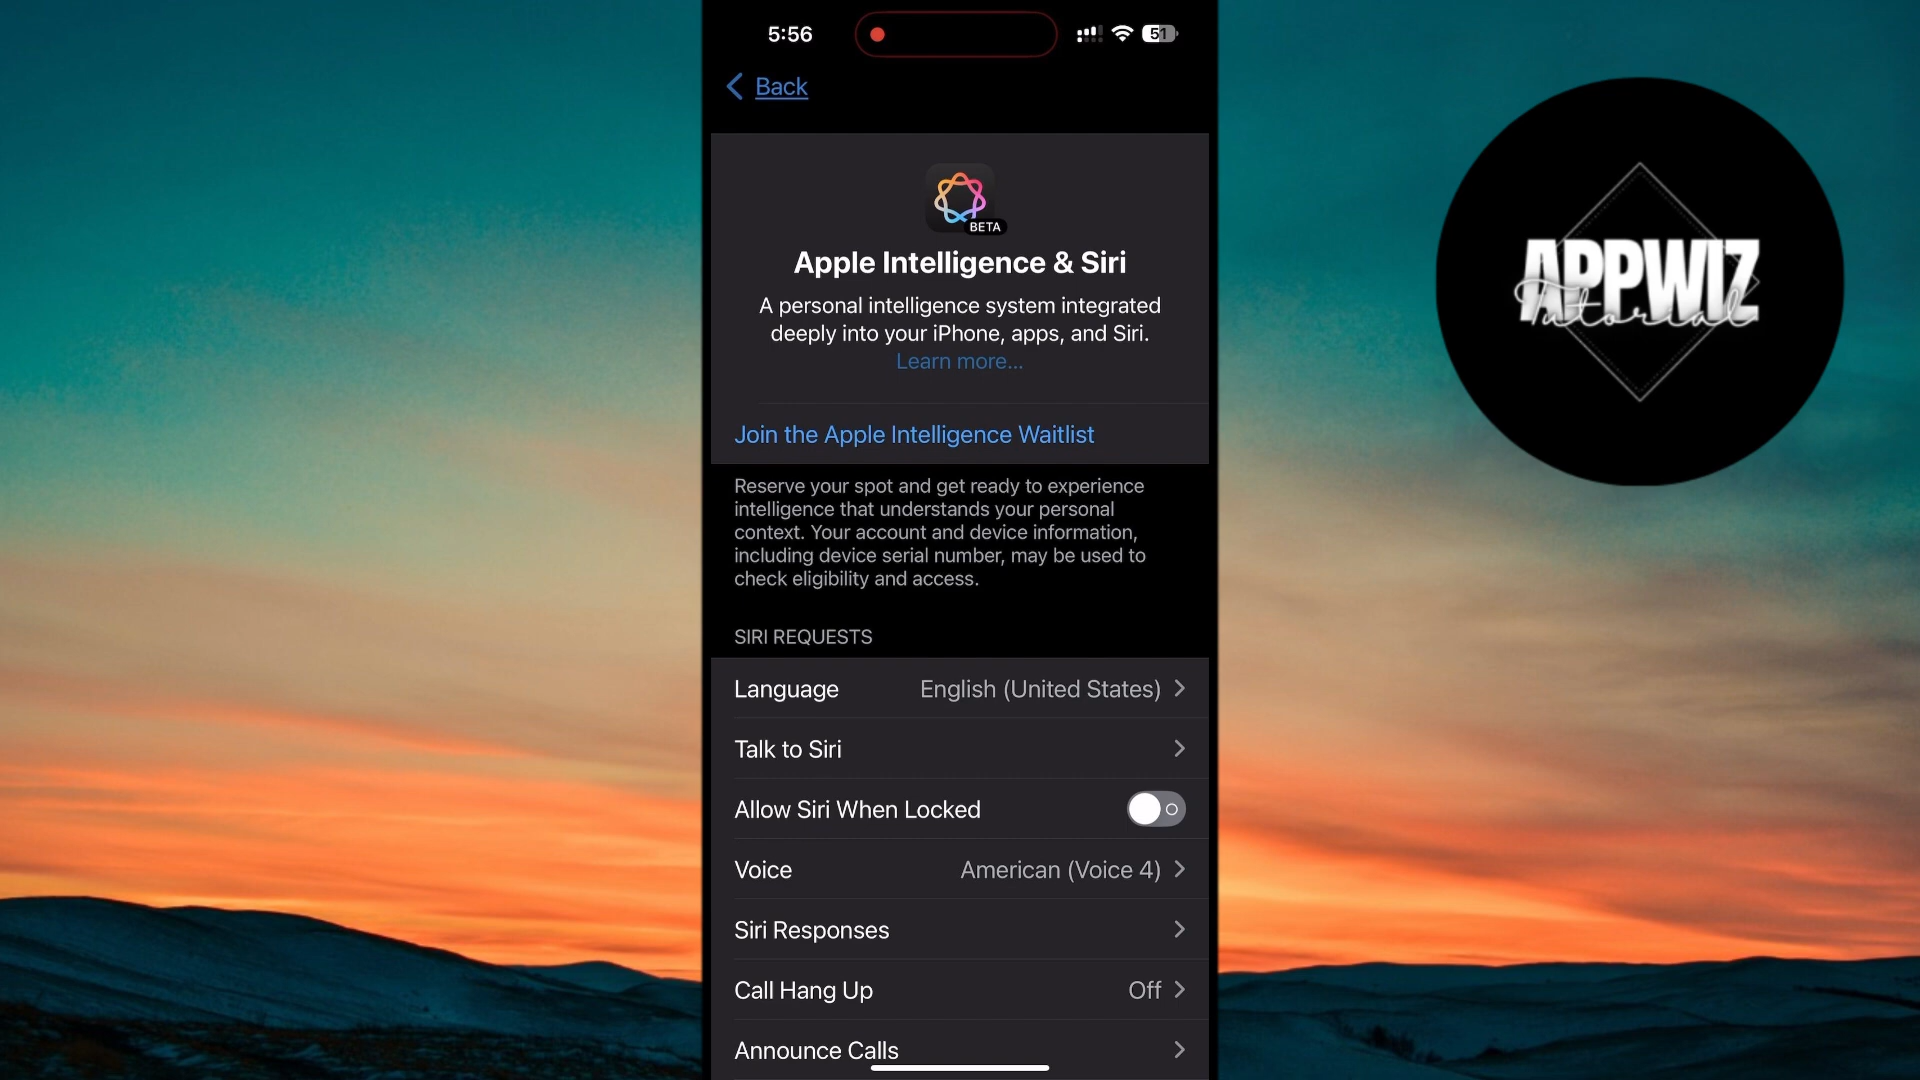 5:56
51
Back
BETA
Apple Intelligence & Siri
A personal intelligence system integrated
deeply into your iPhone, apps, and Siri.
Learn more...
Join the Apple Intelligence Waitlist
Reserve your spot and get ready to experience
intelligence that understands your personal
context. Your account and device information,
including device serial number, may be used to
check eligibility and access.
SIRI REQUESTS
Language English (United States)
Talk to Siri
Allow Siri When Locked
Voice American (Voice 4)
Siri Responses
Call Hang Up Off
Announce Calls
APPWIZ
Tutorial